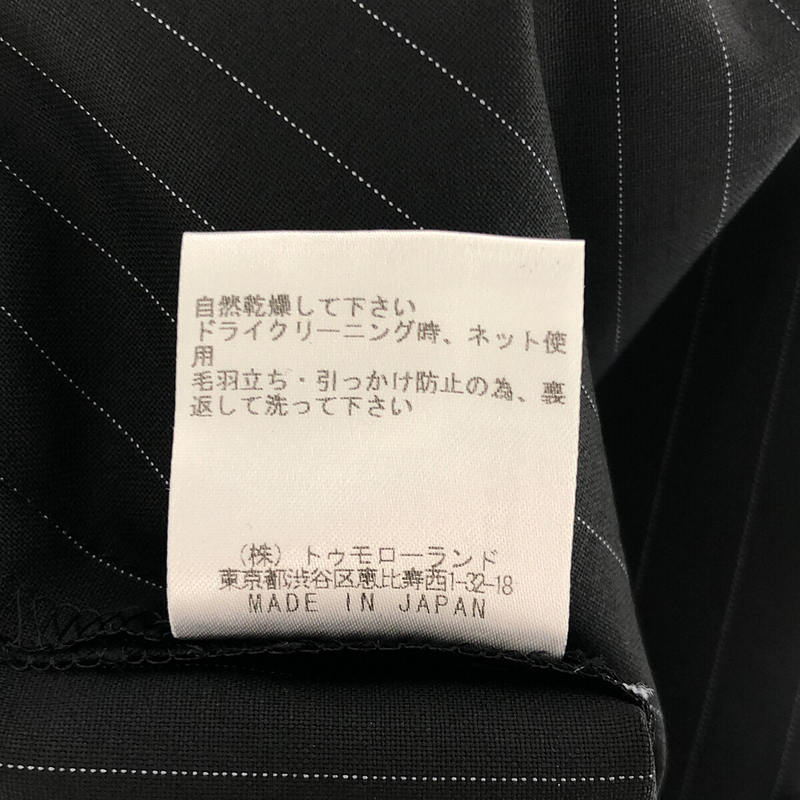 自然乾燥して下さい
ドライクリーニング時、ネット使
用
毛羽立ち・引っかけ防止の為、裏
返して洗って下さい
(株) トゥモローランド
東京都渋谷区恵比寿西1-32-18
MADE IN JAPAN